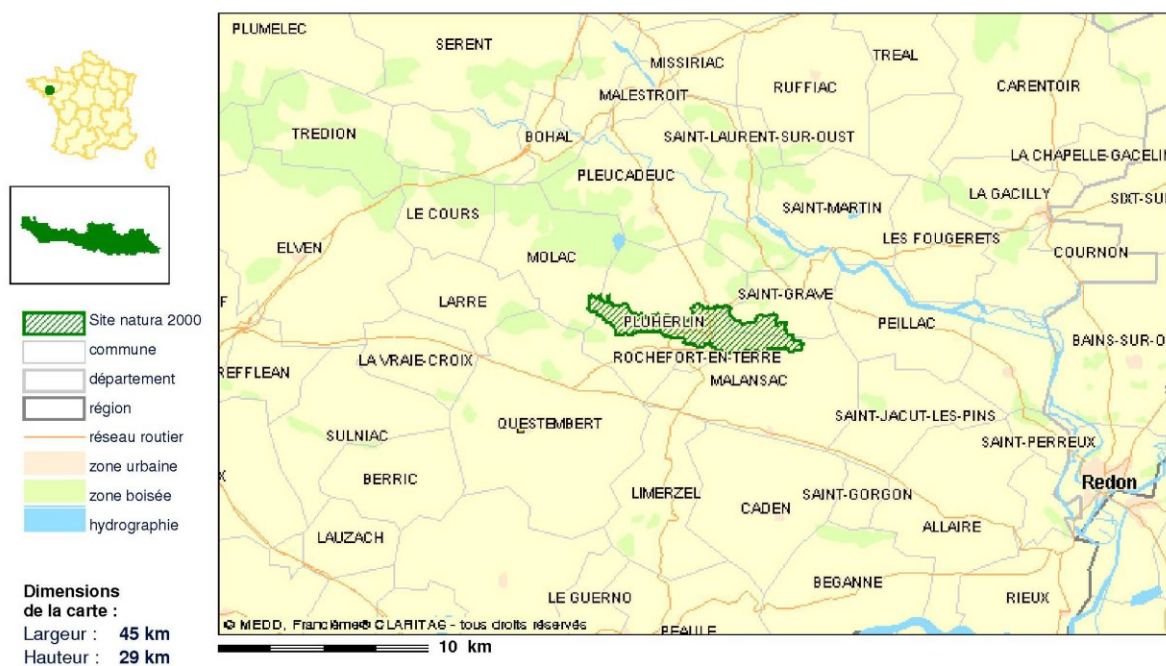 PLUMELEC
SERENT
MISSIRIAC
TREAL
MALESTROIT
RUFFIAC
CARENTOIR
TREDION
BOHAL
SAINT-LAURENT-SUR-OUST
LA CHAPELLE-GACELIN
PLEUCADEUC
LA GACILLY
SIXT-SUR
LE COURS
SAINT-MARTIN
LES FOUGERETS
ELVEN
MOLAC
COURNON
LARRE
SAINT-GRAVE
PLUHERLIN
PEILLAC
BAINS-SUR-O
LA VRAIE-CROIX
ROCHEFORT-EN-TERRE
REFFLEAN
MALANSAC
QUESTEMBERT
SAINT-JACUT-LES-PINS
SULNIAC
SAINT-PERREUX
BERRIC
Redon
LIMERZEL
SAINT-GORGON
CADEN
ALLAIRE
LAUZACH
BEGANNE
LE GUERNO
RIEUX
PEAULE
© MEDD, Francième® CLARITAS - tous droits réservés
10 km
Site natura 2000
commune
département
région
réseau routier
zone urbaine
zone boisée
hydrographie
Dimensions
de la carte :
Largeur : 45 km
Hauteur : 29 km